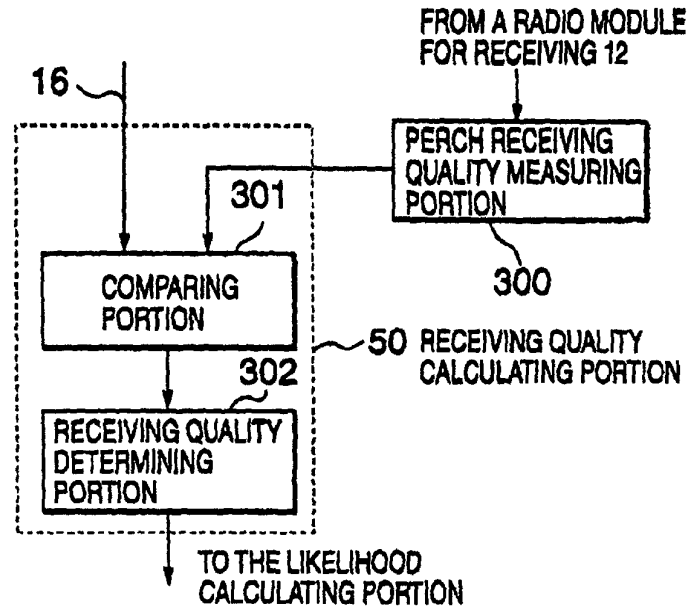 FROM A RADIO MODULE
FOR RECEIVING 12
16
PERCH RECEIVING
QUALITY MEASURING
PORTION
300
301
COMPARING
PORTION
50 RECEIVING QUALITY
CALCULATING PORTION
302
RECEIVING QUALITY
DETERMINING
PORTION
TO THE LIKELIHOOD
CALCULATING PORTION